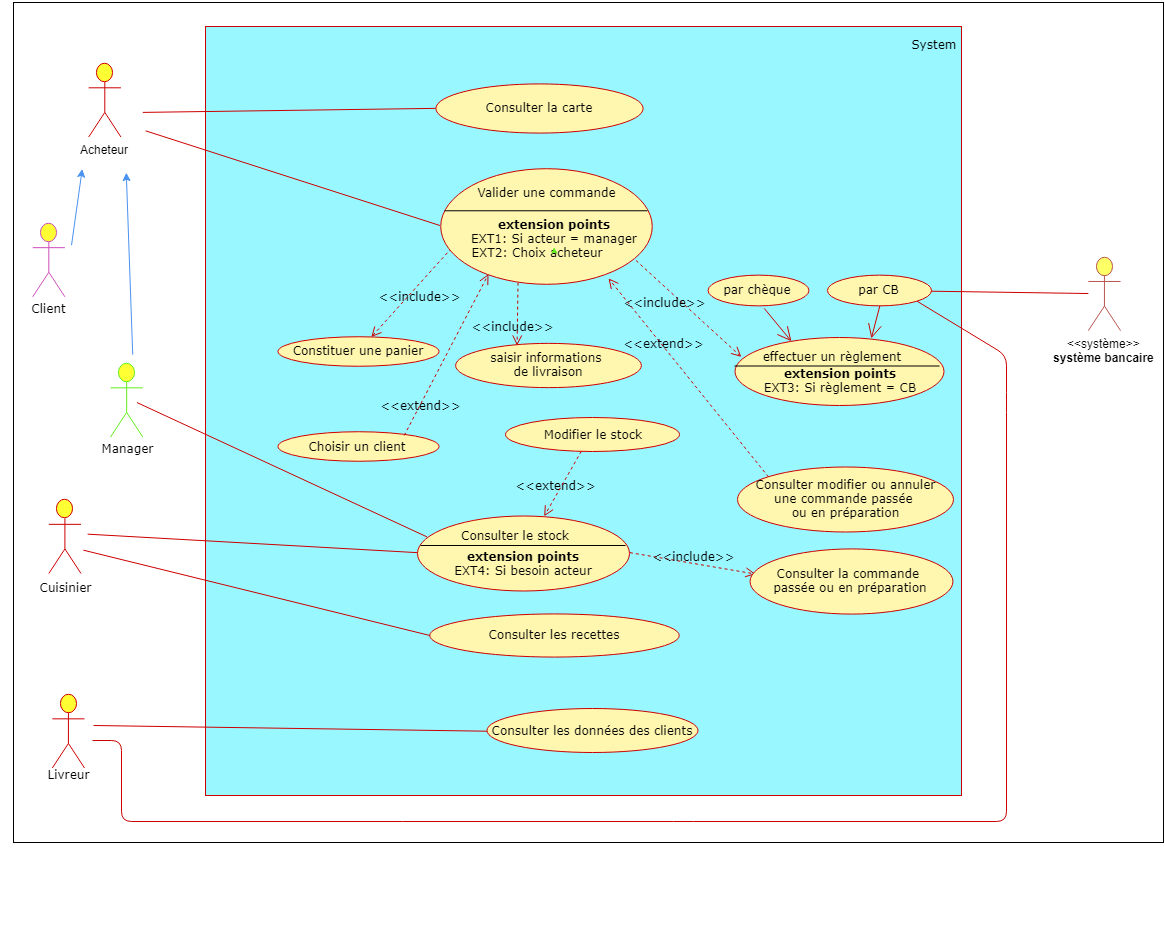 System
Consulter la carte
Acheteur
Valider une commande
extension points
EXT1: Si acteur = manager
EXT2: Choix acheteur
Client
<<include>>
<<include>>
<<include>>
par chèque
par CB
<<système>>
système bancaire
<<extend>>
Constituer une panier
saisir informations
de livraison
effectuer un règlement
extension points
EXT3: Si règlement = CB
<<extend>>
Manager
Choisir un client
Modifier le stock
<<extend>>
Consulter modifier ou annuler
une commande passée
ou en préparation
Consulter le stock
extension points
EXT4: Si besoin acteur
<<include>>
Consulter la commande
passée ou en préparation
Cuisinier
Consulter les recettes
Consulter les données des clients
Livreur